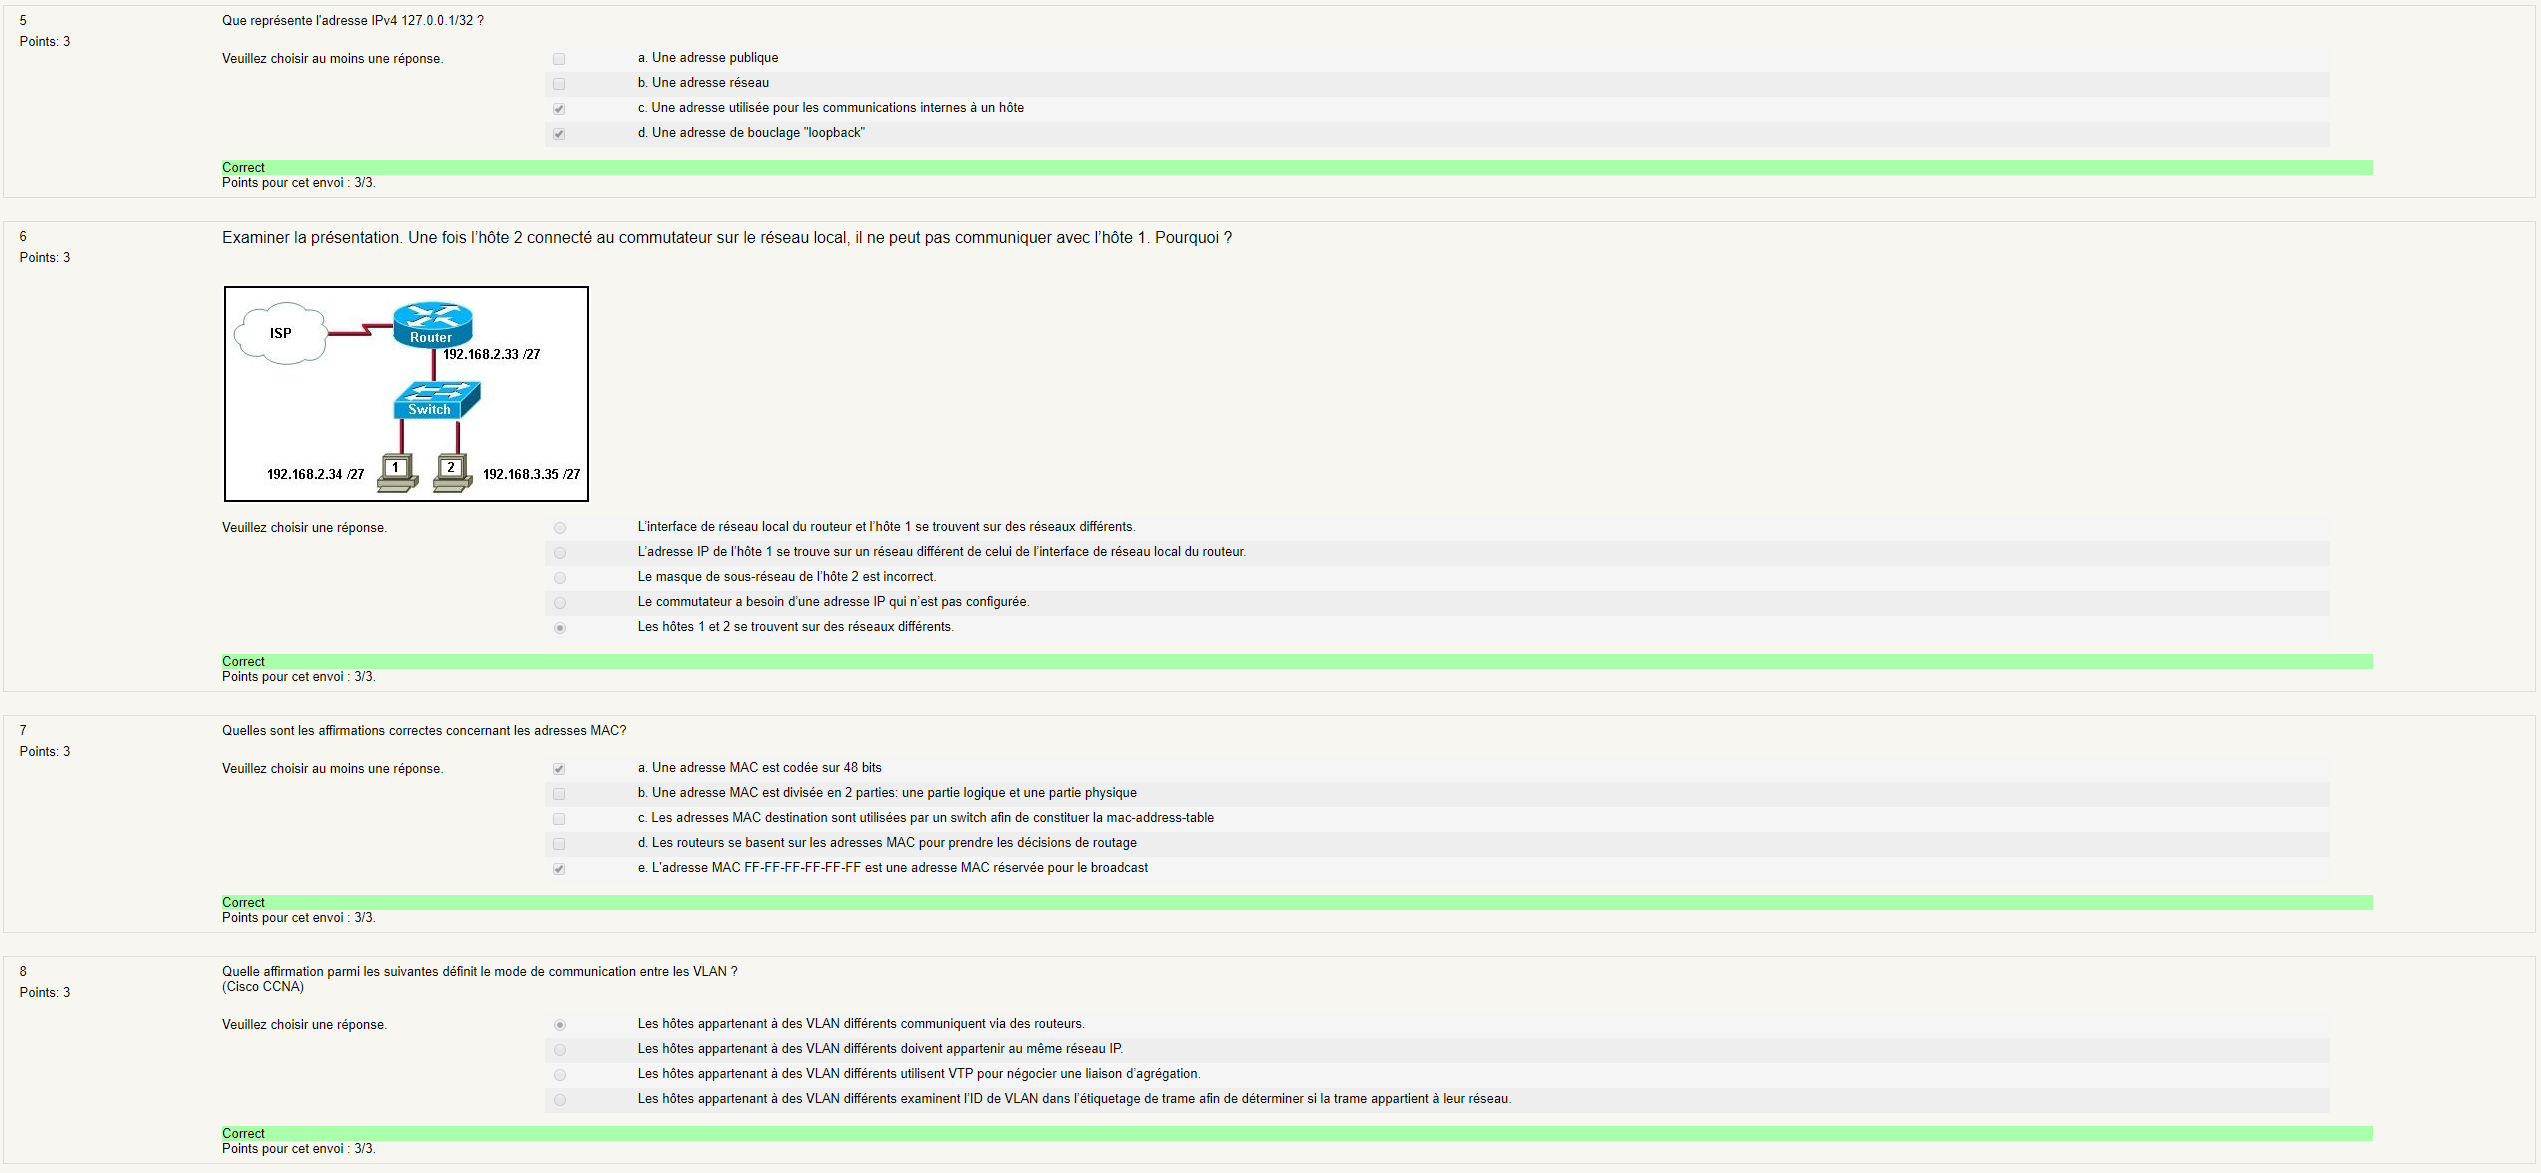 5
Points: 3
Que représente l'adresse IPv4 127.0.0.1/32 ?
Veuillez choisir au moins une réponse.
a. Une adresse publique
b. Une adresse réseau
c. Une adresse utilisée pour les communications internes à un hôte
d. Une adresse de bouclage "loopback"
Correct
Points pour cet envoi : 3/3.
6
Points: 3
Examiner la présentation. Une fois l’hôte 2 connecté au commutateur sur le réseau local, il ne peut pas communiquer avec l’hôte 1. Pourquoi ?
ISP
Router
192.168.2.33 /27
Switch
1
2
192.168.2.34 /27
192.168.3.35 /27
Veuillez choisir une réponse.
L’interface de réseau local du routeur et l’hôte 1 se trouvent sur des réseaux différents.
L’adresse IP de l’hôte 1 se trouve sur un réseau différent de celui de l’interface de réseau local du routeur.
Le masque de sous-réseau de l’hôte 2 est incorrect.
Le commutateur a besoin d’une adresse IP qui n’est pas configurée.
Les hôtes 1 et 2 se trouvent sur des réseaux différents.
Correct
Points pour cet envoi : 3/3.
7
Points: 3
Quelles sont les affirmations correctes concernant les adresses MAC?
Veuillez choisir au moins une réponse.
a. Une adresse MAC est codée sur 48 bits
b. Une adresse MAC est divisée en 2 parties: une partie logique et une partie physique
c. Les adresses MAC destination sont utilisées par un switch afin de constituer la mac-address-table
d. Les routeurs se basent sur les adresses MAC pour prendre les décisions de routage
e. L'adresse MAC FF-FF-FF-FF-FF-FF est une adresse MAC réservée pour le broadcast
Correct
Points pour cet envoi : 3/3.
8
Points: 3
Quelle affirmation parmi les suivantes définit le mode de communication entre les VLAN ?
(Cisco CCNA)
Veuillez choisir une réponse.
Les hôtes appartenant à des VLAN différents communiquent via des routeurs.
Les hôtes appartenant à des VLAN différents doivent appartenir au même réseau IP.
Les hôtes appartenant à des VLAN différents utilisent VTP pour négocier une liaison d’agrégation.
Les hôtes appartenant à des VLAN différents examinent l’ID de VLAN dans l’étiquetage de trame afin de déterminer si la trame appartient à leur réseau.
Correct
Points pour cet envoi : 3/3.